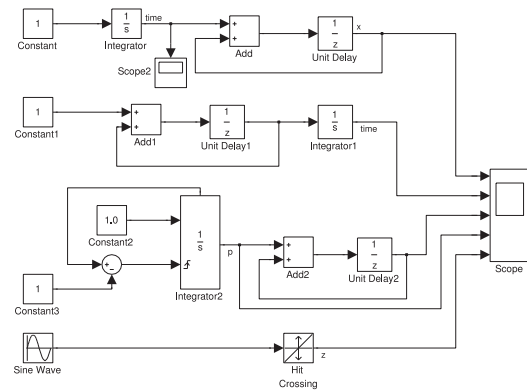 1
Constant
1
s
Integrator
time
Scope2
+
+
Add
1
z
Unit Delay
x
1
Constant1
+
+
Add1
1
z
Unit Delay1
1
s
Integrator1
time
Scope
1.0
Constant2
1
s
Integrator2
p
+
−
1
Constant3
+
+
Add2
1
z
Unit Delay2
Sine Wave
Hit
Crossing
z